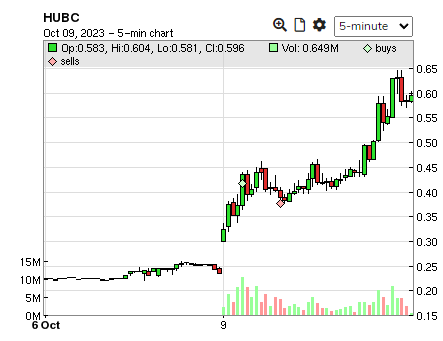 HUBC
Oct 09, 2023 - 5-min chart
5-minute
Op:0.583, Hi:0.604, Lo:0.581, Cl:0.596 Vol: 0.649M buys
sells
0.65
0.60
0.55
0.50
0.45
0.40
0.35
0.30
0.25
0.20
0.15
15M
10M
5M
0M
6 Oct 9